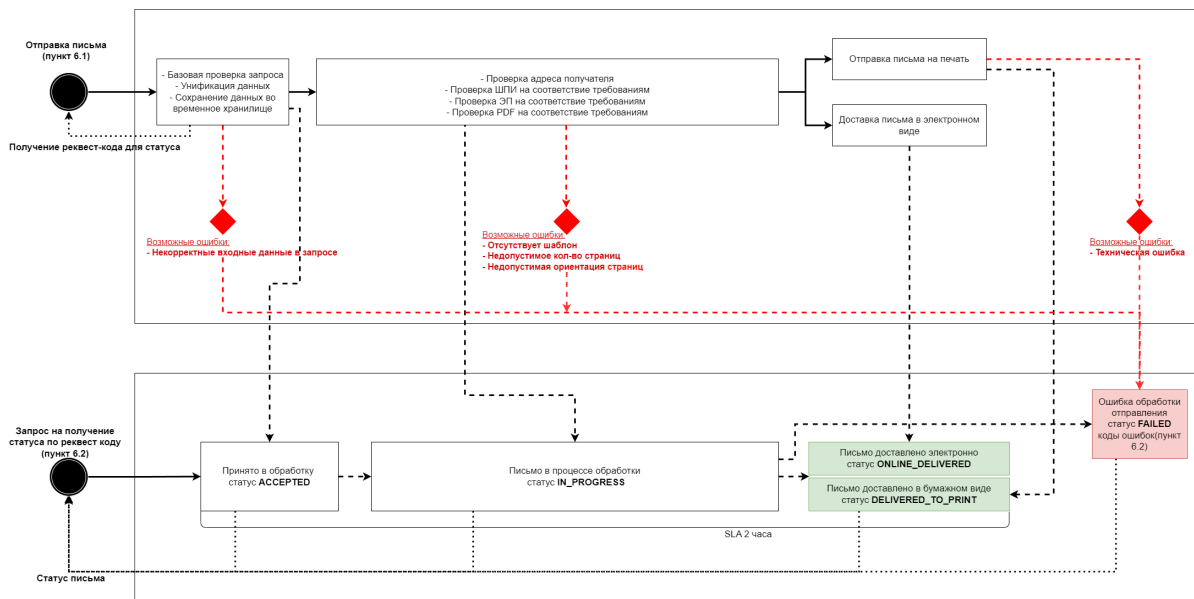 Отправка письма
(пункт 6.1)
- Базовая проверка запроса
- Унификация данных
- Сохранение данных во
временное хранилище
- Проверка адреса получателя
- Проверка ШПИ на соответствие требованиям
- Проверка ЭП на соответствие требованиям
- Проверка PDF на соответствие требованиям
Отправка письма на печать
Доставка письма в электронном
виде
Получение реквест-кода для статуса
Возможные ошибки:
- Некорректные входные данные в запросе
Возможные ошибки:
- Отсутствует шаблон
- Недопустимое кол-во страниц
- Недопустимая ориентация страниц
Возможные ошибки:
- Техническая ошибка
Запрос на получение
статуса по реквест коду
(пункт 6.2)
Принято в обработку
статус ACCEPTED
Письмо в процессе обработки
статус IN_PROGRESS
Письмо доставлено электронно
статус ONLINE_DELIVERED
Письмо доставлено в бумажном виде
статус DELIVERED_TO_PRINT
Ошибка обработки
отправления
статус FAILED
коды ошибок(пункт
6.2)
SLA 2 часа
Статус письма